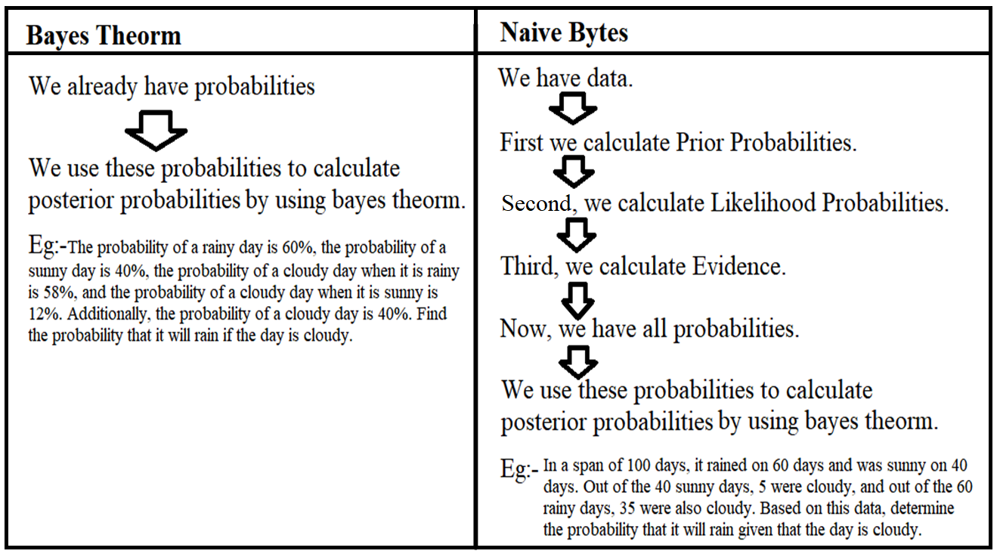 Bayes Theorm
We already have probabilities
We use these probabilities to calculate
posterior probabilities by using bayes theorm.
Eg:-The probability of a rainy day is 60%, the probability of a
sunny day is 40%, the probability of a cloudy day when it is rainy
is 58%, and the probability of a cloudy day when it is sunny is
12%. Additionally, the probability of a cloudy day is 40%. Find
the probability that it will rain if the day is cloudy.
Naive Bytes
We have data.
First we calculate Prior Probabilities.
Second, we calculate Likelihood Probabilities.
Third, we calculate Evidence.
Now, we have all probabilities.
We use these probabilities to calculate
posterior probabilities by using bayes theorm.
Eg:- In a span of 100 days, it rained on 60 days and was sunny on 40
days. Out of the 40 sunny days, 5 were cloudy, and out of the 60
rainy days, 35 were also cloudy. Based on this data, determine
the probability that it will rain given that the day is cloudy.